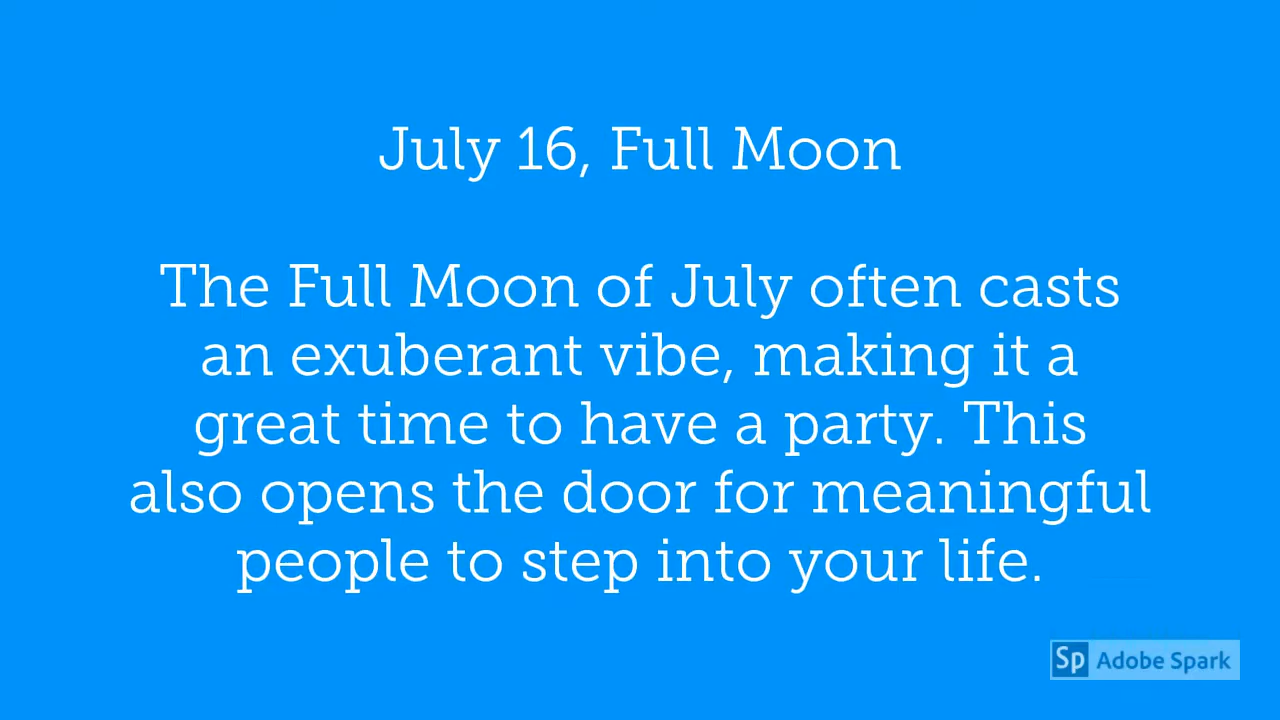 July 16, Full Moon
The Full Moon of July often casts
an exuberant vibe, making it a
great time to have a party. This
also opens the door for meaningful
people to step into your life.
Sp Adobe Spark